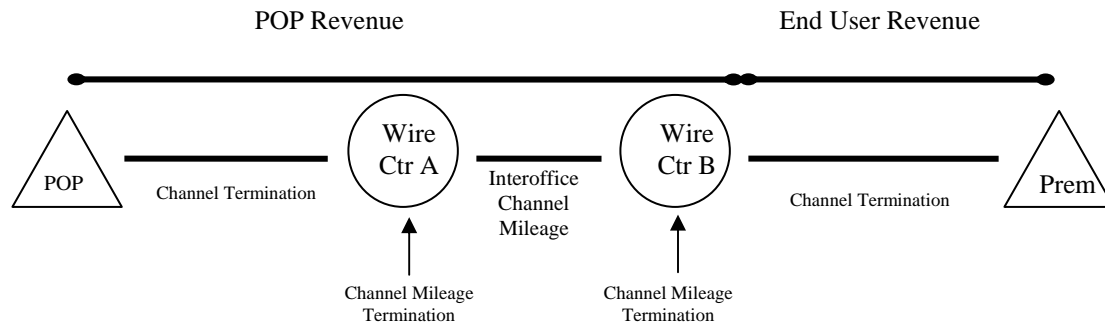 POP Revenue
End User Revenue
POP
Channel Termination
Wire
Ctr A
Interoffice
Channel
Mileage
Wire
Ctr B
Channel Termination
Prem
Channel Mileage
Termination
Channel Mileage
Termination